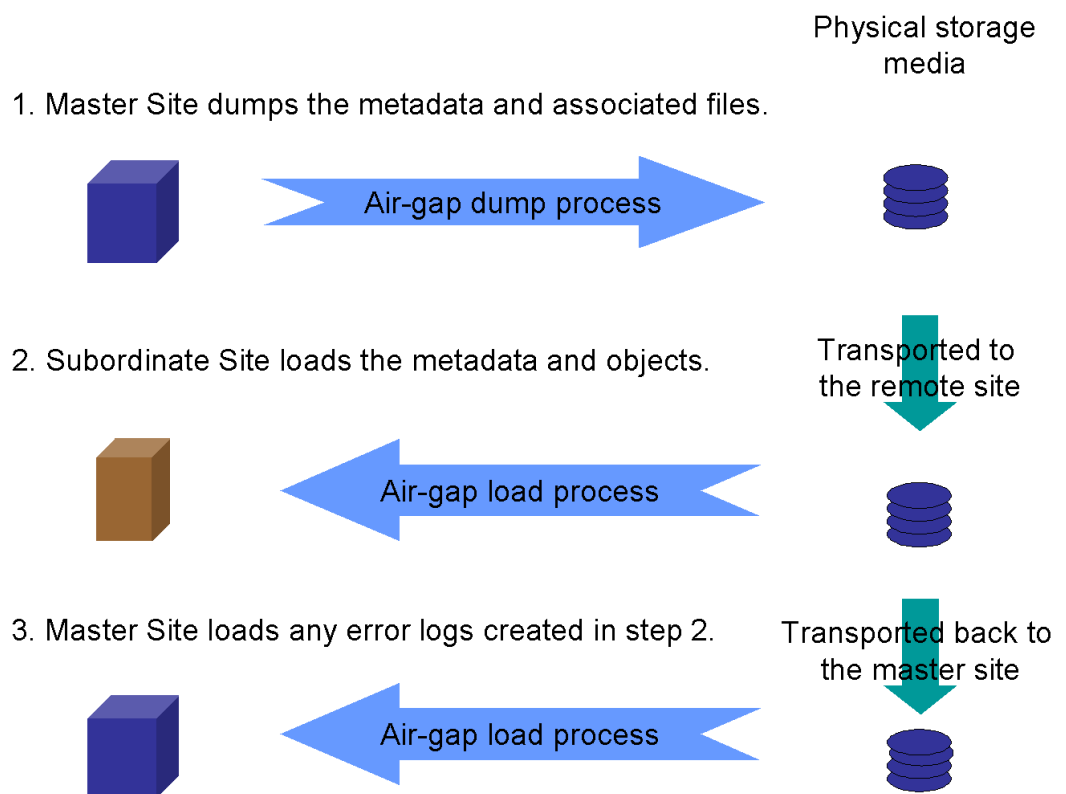 Physical storage
media
1. Master Site dumps the metadata and associated files.
Air-gap dump process
2. Subordinate Site loads the metadata and objects.
Transported to
the remote site
Air-gap load process
3. Master Site loads any error logs created in step 2.
Transported back to
the master site
Air-gap load process